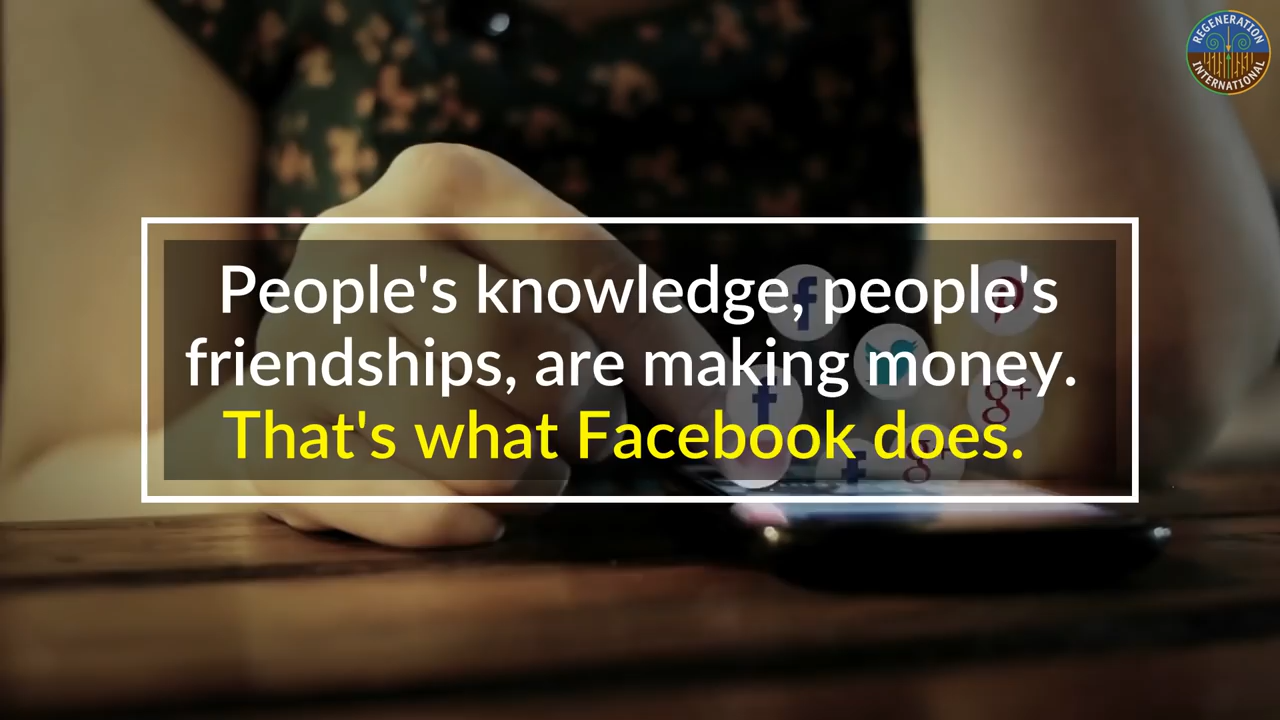 REGENERATION
INTERNATIONAL
People's knowledge, people's
friendships, are making money.
That's what Facebook does.